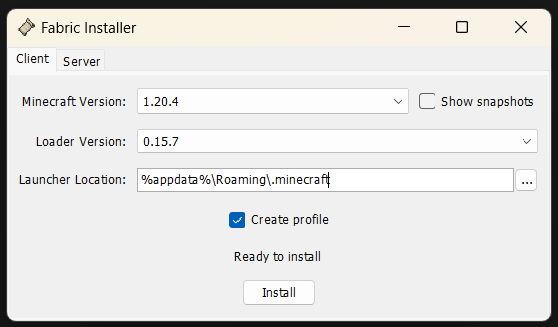 Fabric Installer
Client Server
Minecraft Version: 1.20.4 Show snapshots
Loader Version: 0.15.7
Launcher Location: %appdata%\Roaming\.minecraft ...
Create profile
Ready to install
Install